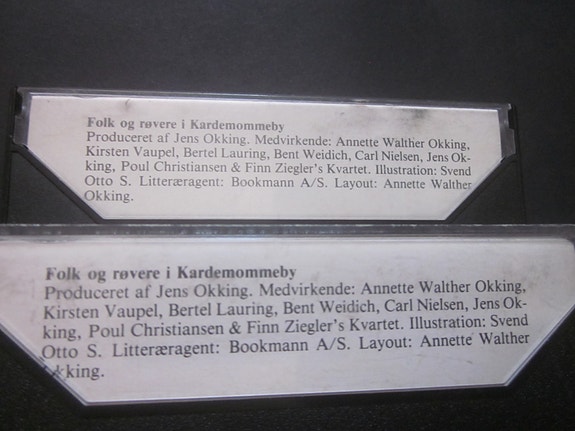 Folk og røvere i Kardemommeby
Produceret af Jens Okking. Medvirkende: Annette Walther Okking,
Kirsten Vaupel, Bertel Lauring, Bent Weidich, Carl Nielsen, Jens Ok-
king, Poul Christiansen & Finn Ziegler's Kvartet. Illustration: Svend
Otto S. Litteræragent: Bookmann A/S. Layout: Annette Walther
Okking.
Folk og røvere i Kardemommeby
Produceret af Jens Okking. Medvirkende: Annette Walther Okking,
Kirsten Vaupel, Bertel Lauring, Bent Weidich, Carl Nielsen, Jens Ok-
king, Poul Christiansen & Finn Ziegler's Kvartet. Illustration: Svend
Otto S. Litteræragent: Bookmann A/S. Layout: Annette Walther
Okking.